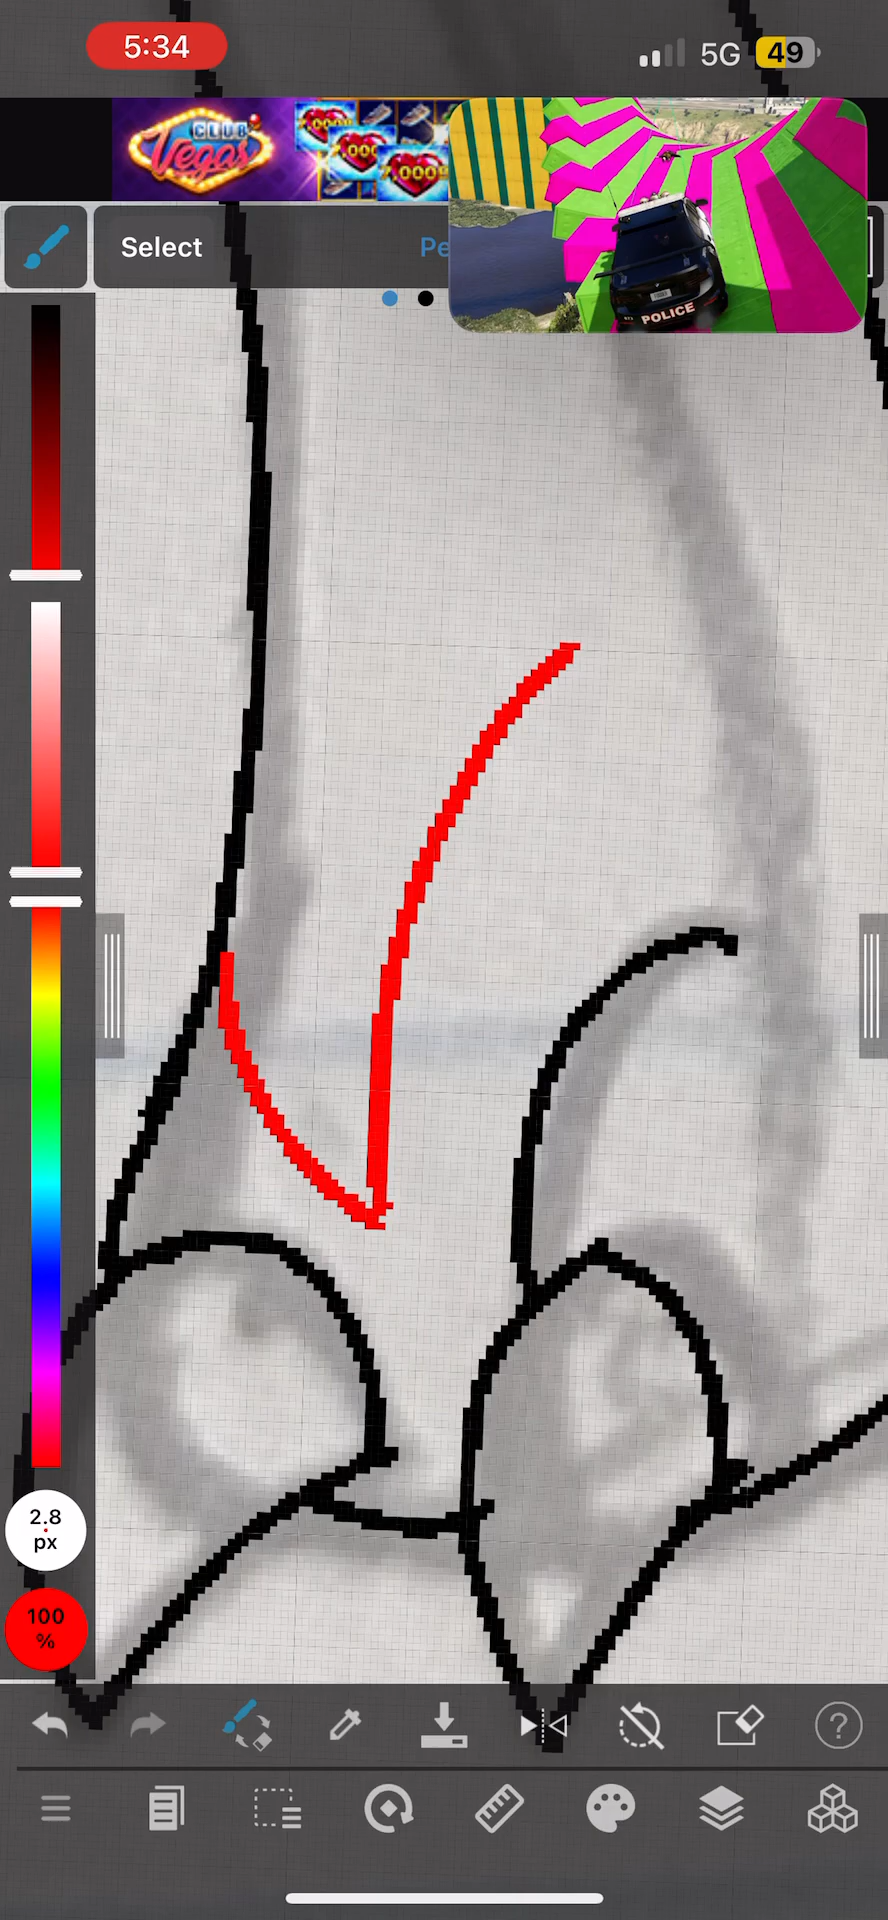 5:34
5G 49
CLUB
Vegas
Select
Pe
POLICE
2.8
px
100
%
?